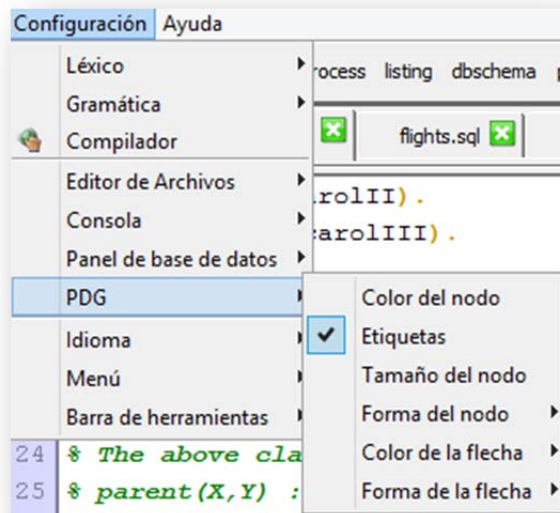 Configuración Ayuda
Léxico
rocess listing dbschema
Gramática
Compilador
flights.sql
Editor de Archivos
rolII).
Consola
carolIII).
Panel de base de datos
PDG
Color del nodo
Idioma
Etiquetas
Menú
Tamaño del nodo
Barra de herramientas
Forma del nodo
24 % The above cla
Color de la flecha
25 % parent(X,Y) :
Forma de la flecha